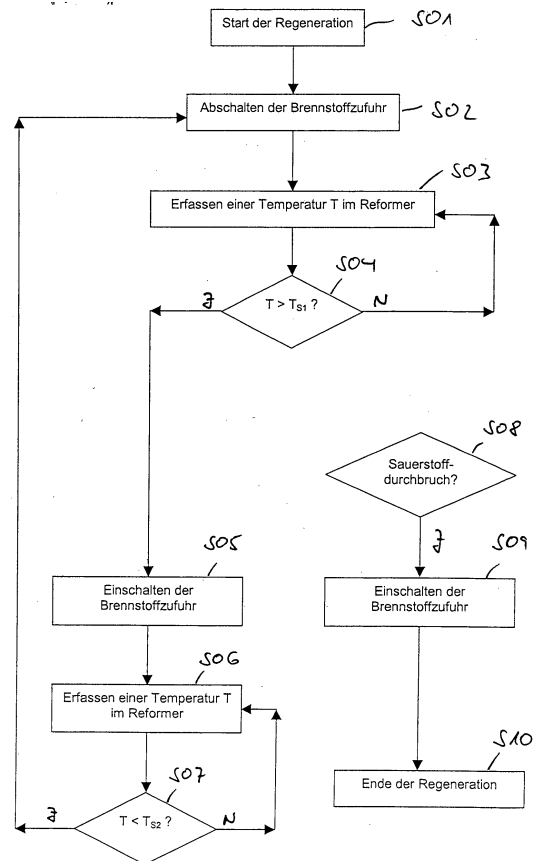 Start der Regeneration
S01
Abschalten der Brennstoffzufuhr
S02
S03
Erfassen einer Temperatur T im Reformer
S04
T > TS1 ?
J
N
S08
Sauerstoff-
durchbruch?
J
S05
S09
Einschalten der
Brennstoffzufuhr
Einschalten der
Brennstoffzufuhr
S06
Erfassen einer Temperatur T
im Reformer
S10
Ende der Regeneration
S07
T < TS2 ?
J
N